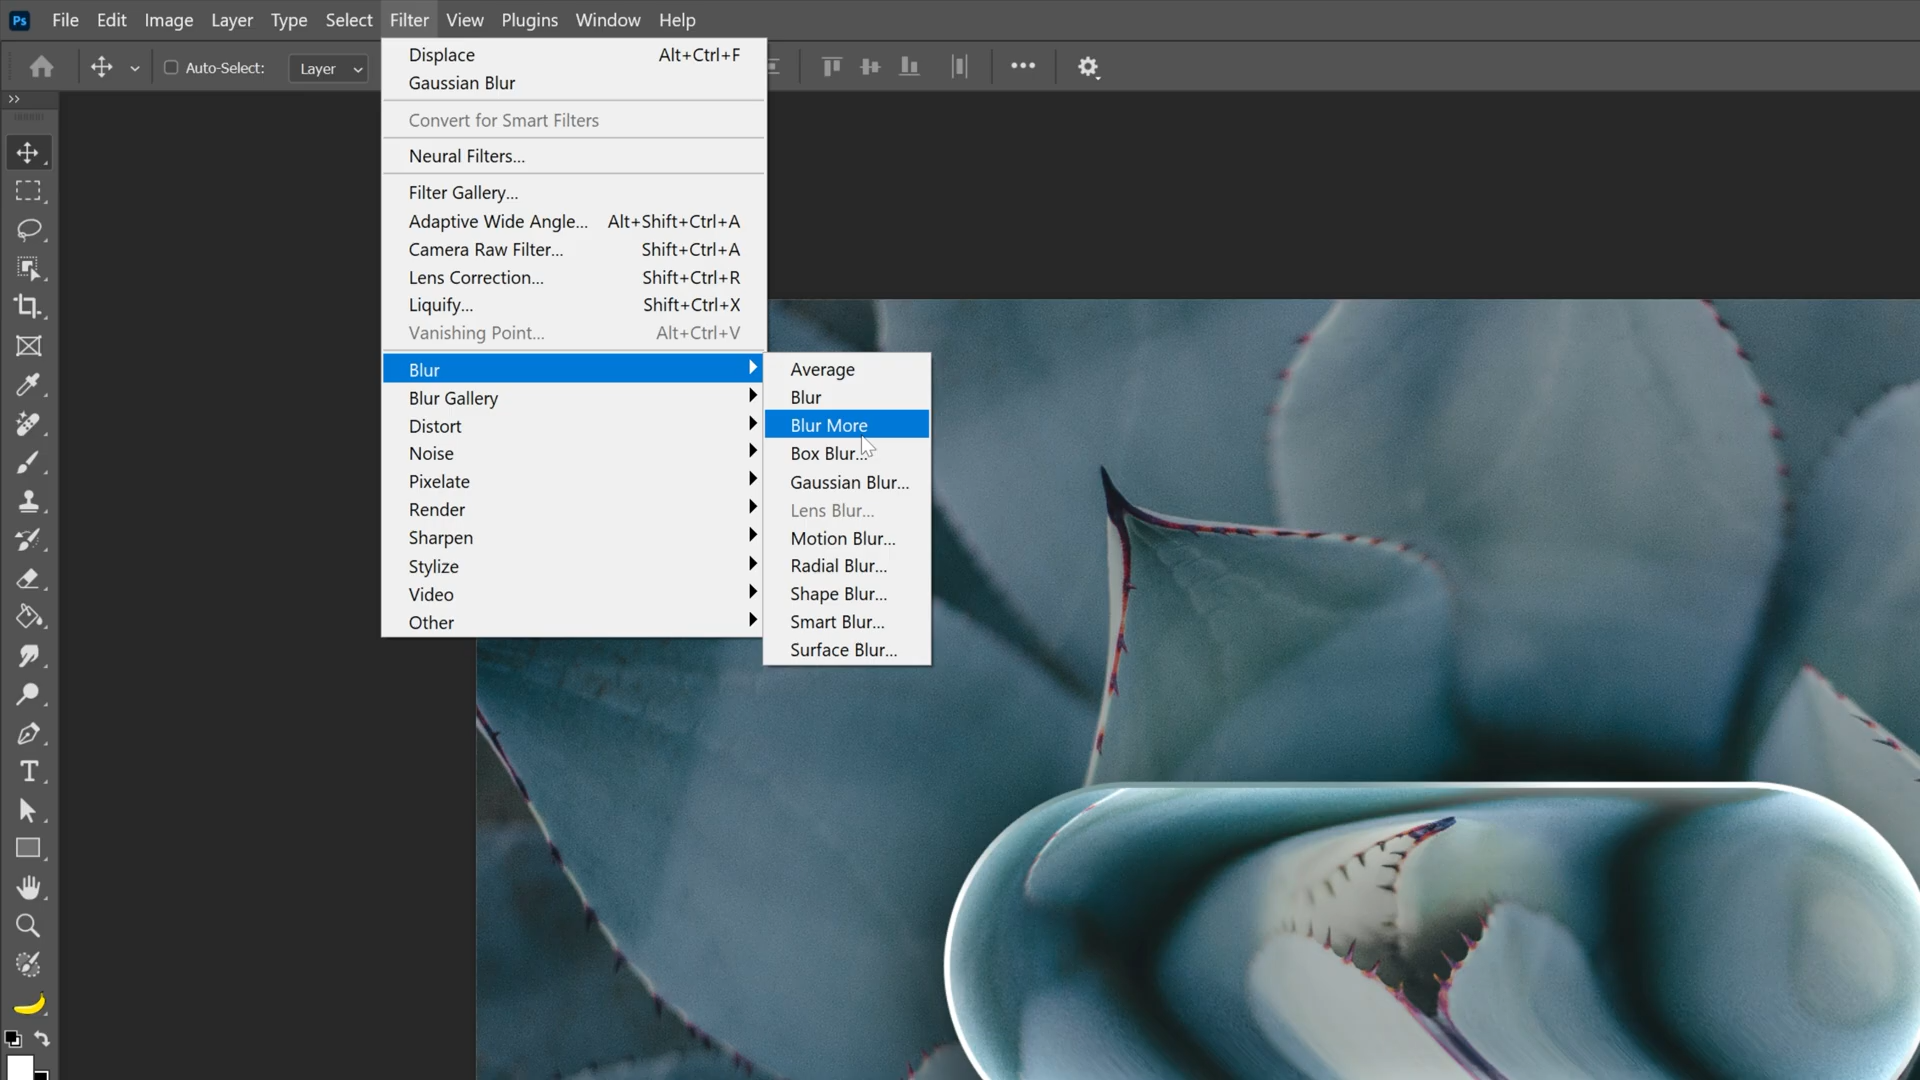 Ps File Edit Image Layer Type Select Filter View Plugins Window Help
Auto-Select: Layer
Displace Alt+Ctrl+F
Gaussian Blur
Convert for Smart Filters
Neural Filters...
Filter Gallery...
Adaptive Wide Angle... Alt+Shift+Ctrl+A
Camera Raw Filter... Shift+Ctrl+A
Lens Correction... Shift+Ctrl+R
Liquify... Shift+Ctrl+X
Vanishing Point... Alt+Ctrl+V
Blur
Blur Gallery
Distort
Noise
Pixelate
Render
Sharpen
Stylize
Video
Other
Average
Blur
Blur More
Box Blur...
Gaussian Blur...
Lens Blur...
Motion Blur...
Radial Blur...
Shape Blur...
Smart Blur...
Surface Blur...